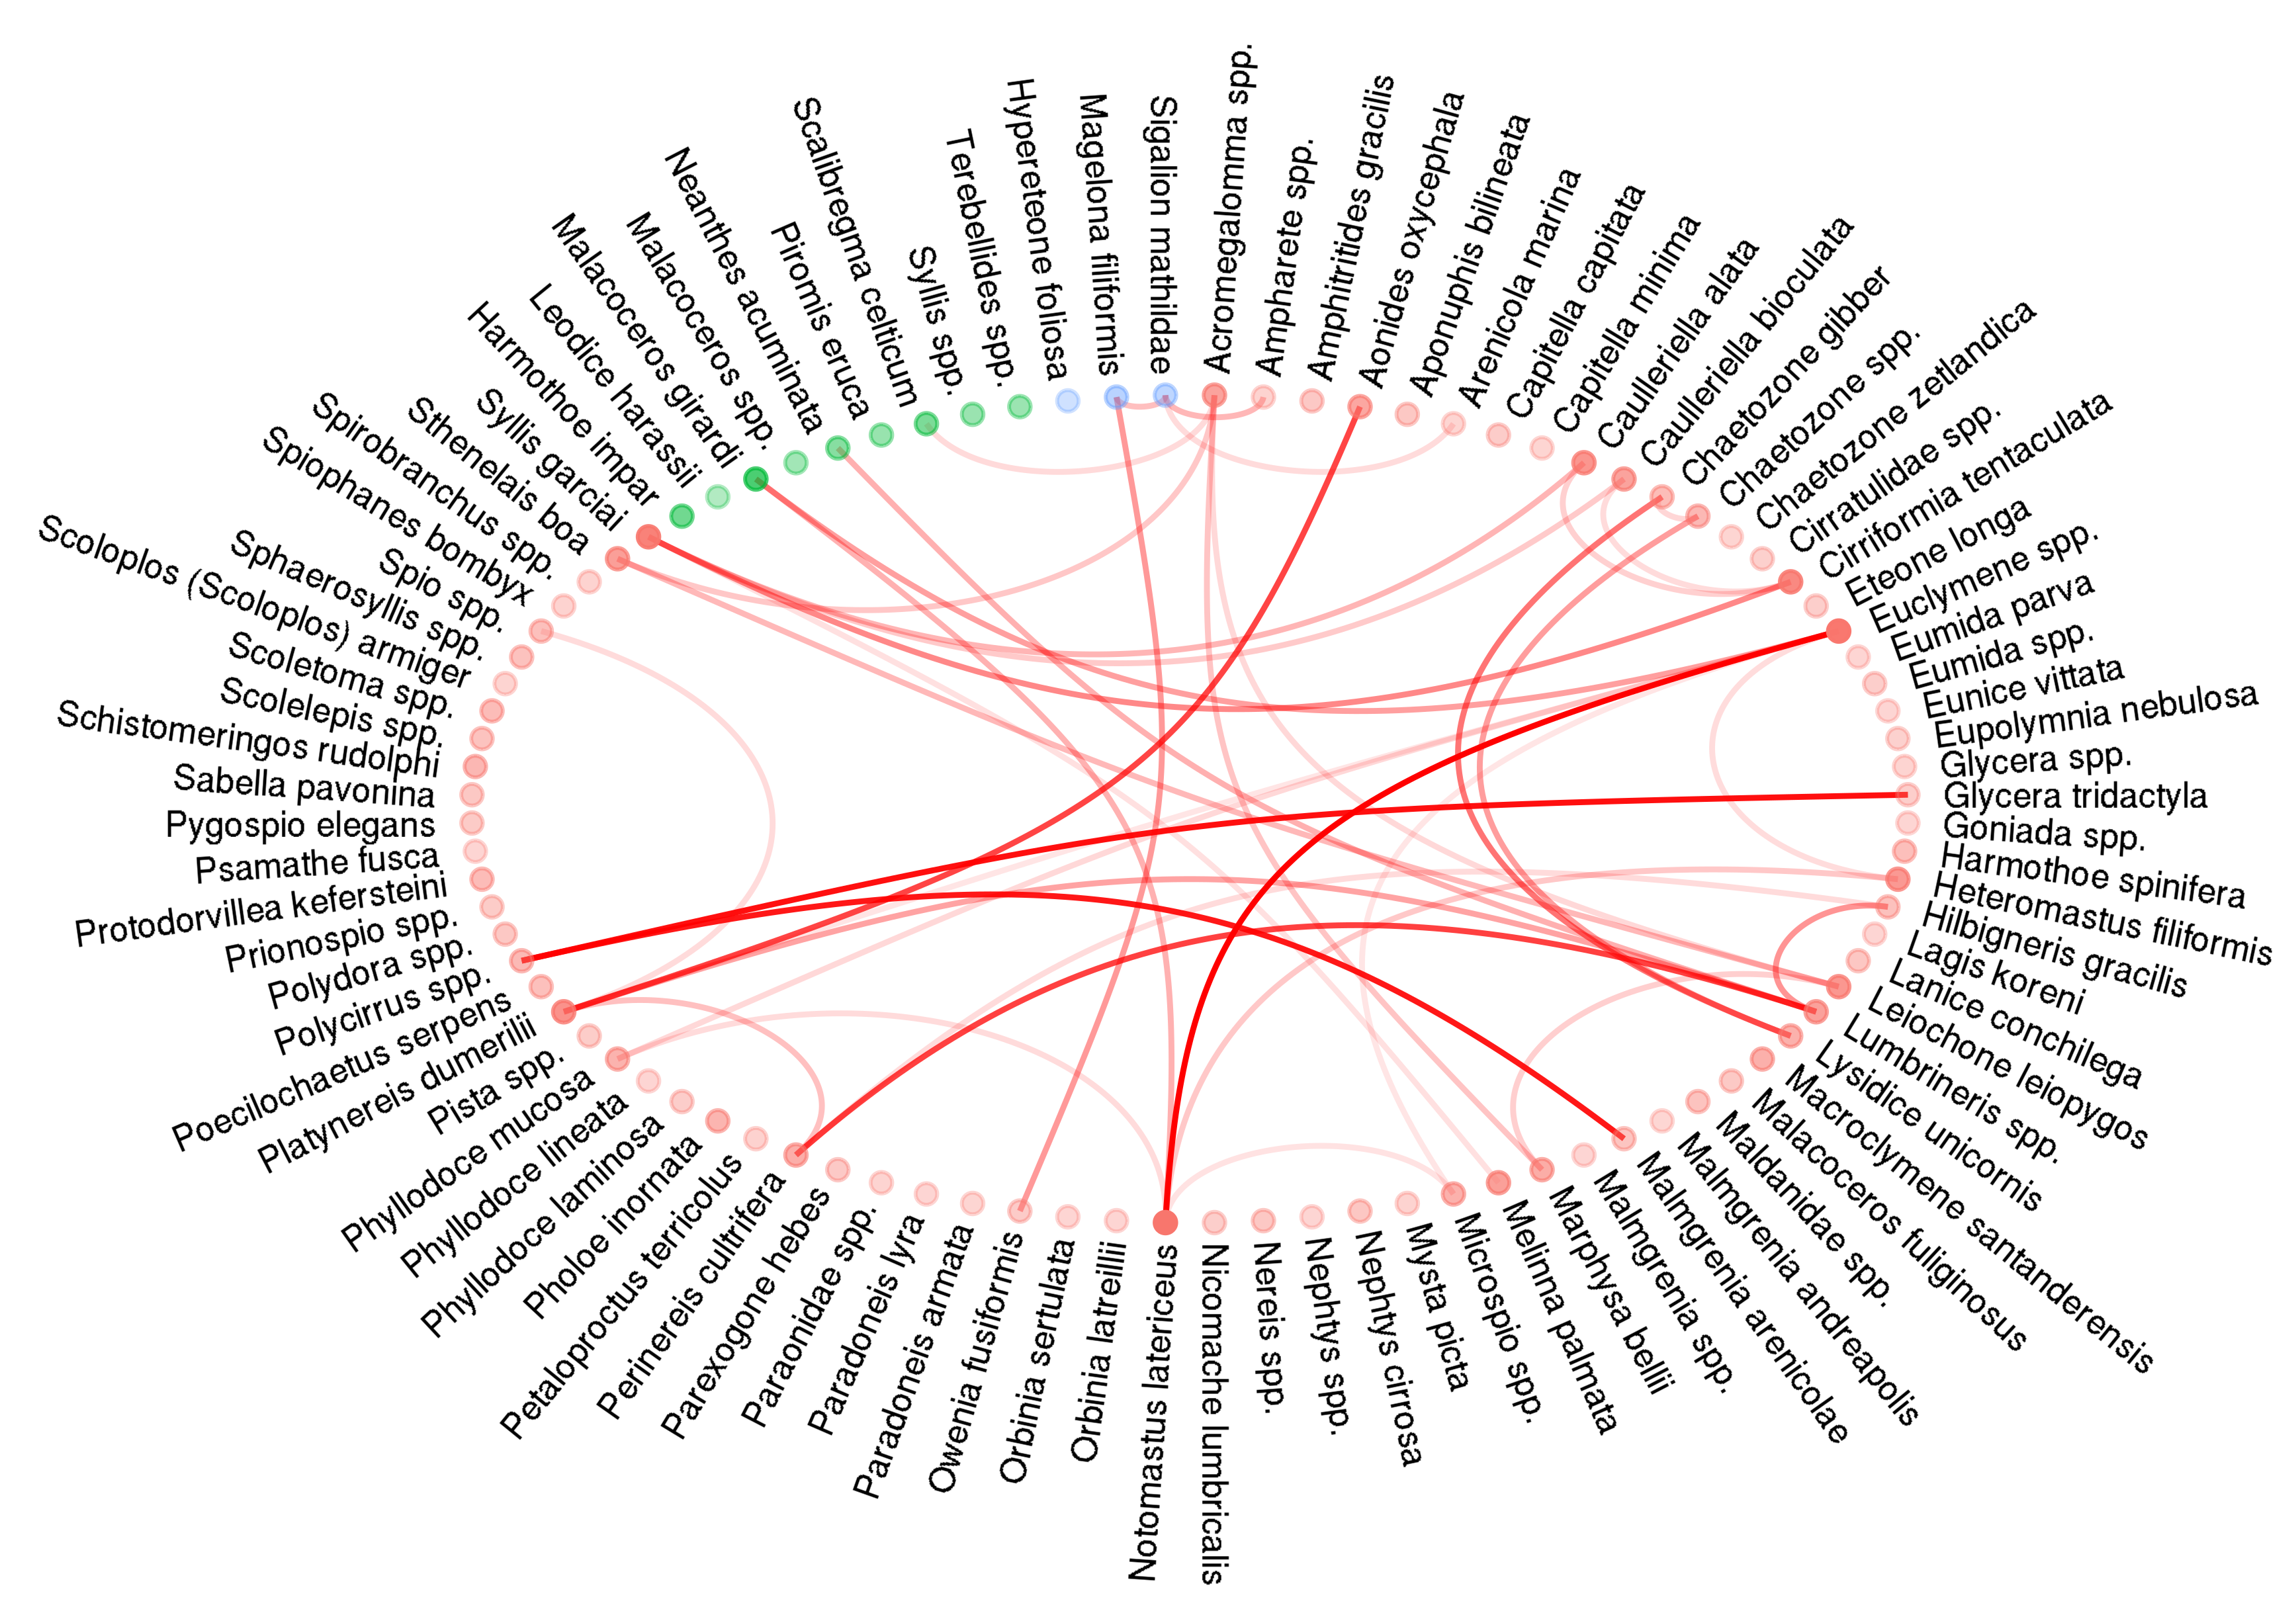 Acromegalomma spp.
Ampharete spp.
Amphitritides gracilis
Aonides oxycephala
Aponuphis bilineata
Arenicola marina
Capitella capitata
Capitella minima
Caulleriella alata
Caulleriella bioculata
Chaetozone gibber
Chaetozone spp.
Chaetozone zetlandica
Cirratulidae spp.
Cirriformia tentaculata
Eteone longa
Euclymene spp.
Eumida parva
Eumida spp.
Eunice vittata
Eupolymnia nebulosa
Glycera spp.
Glycera tridactyla
Goniada spp.
Harmothoe spinifera
Heteromastus filiformis
Hilbigneris gracilis
Lagis koreni
Lanice conchilega
Leiochone leiopygos
Lumbrineris spp.
Lysidice unicornis
Macroclymene santanderensis
Malacoceros fuliginosus
Maldanidae spp.
Malmgrenia andreapolis
Malmgrenia arenicolae
Malmgrenia spp.
Marphysa bellii
Melinna palmata
Microspio spp.
Mysta picta
Nephtys cirrosa
Nephtys spp.
Nereis spp.
Nicomache lumbricalis
Notomastus latericeus
Orbinia latreillii
Orbinia sertulata
Owenia fusiformis
Paradoneis armata
Paradoneis lyra
Paraonidae spp.
Parexogone hebes
Perinereis cultrifera
Petaloproctus terricolus
Pholoe inornata
Phyllodoce laminosa
Phyllodoce lineata
Phyllodoce mucosa
Pista spp.
Platynereis dumerilii
Poecilochaetus serpens
Polycirrus spp.
Polydora spp.
Prionospio spp.
Protodorvillea kefersteini
Psamathe fusca
Pygospio elegans
Sabella pavonina
Schistomeringos rudolphi
Scolelepis spp.
Scoletoma spp.
Scoloplos (Scoloplos) armiger
Sphaerosyllis spp.
Spio spp.
Spiophanes bombyx
Spirobranchus spp.
Sthenelais boa
Syllis garciai
Harmothoe impar
Leodice harassii
Malacoceros girardi
Malacoceros spp.
Neanthes acuminata
Piromis eruca
Scalibregma celticum
Syllis spp.
Terebellides spp.
Hypereteone foliosa
Magelona filiformis
Sigalion mathildae